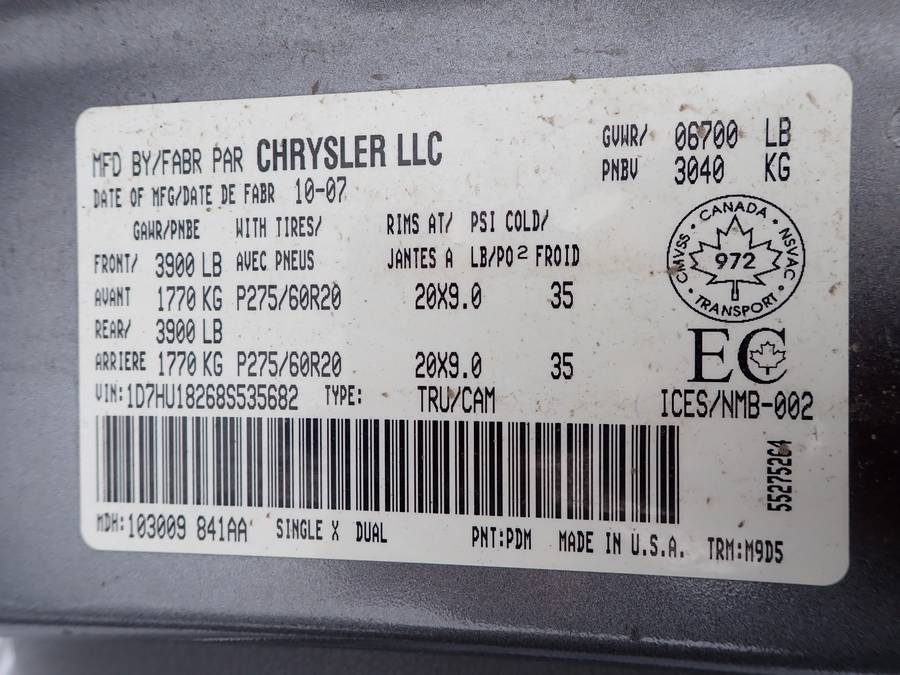 MFD BY/FABR PAR CHRYSLER LLC
DATE OF MFG/DATE DE FABR 10-07
GVWR/ 06700 LB
PNBV 3040 KG
GAWR/PNBE WITH TIRES/ RIMS AT/ PSI COLD/
FRONT/ 3900 LB AVEC PNEUS JANTES A LB/PO² FROID
AVANT 1770 KG P275/60R20 20X9.0 35
REAR/ 3900 LB
ARRIERE 1770 KG P275/60R20 20X9.0 35
VIN:1D7HU18268S535682 TYPE: TRU/CAM
CANADA
CMVSS · NSVAC
972
TRANSPORT
EC
ICES/NMB-002
55275264
MDH:103009 841AA SINGLE X DUAL PNT:PDM MADE IN U.S.A. TRM:M9D5